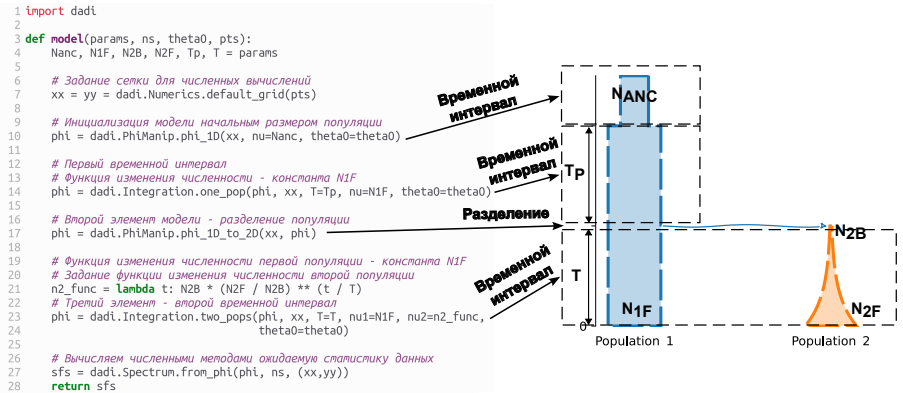 1 import dadi
2
3 def model(params, ns, theta0, pts):
4     Nanc, N1F, N2B, N2F, Tp, T = params
5
6     # Задание сетки для численных вычислений
7     xx = yy = dadi.Numerics.default_grid(pts)
8
9     # Инициализация модели начальным размером популяции
10     phi = dadi.PhiManip.phi_1D(xx, nu=Nanc, theta0=theta0)
11
12     # Первый временной интервал
13     # Функция изменения численности - константа N1F
14     phi = dadi.Integration.one_pop(phi, xx, T=Tp, nu=N1F, theta0=theta0)
15
16     # Второй элемент модели - разделение популяции
17     phi = dadi.PhiManip.phi_1D_to_2D(xx, phi)
18
19     # Функция изменения численности первой популяции - константа N1F
20     # Задание функции изменения численности второй популяции
21     n2_func = lambda t: N2B * (N2F / N2B) ** (t / T)
22     # Третий элемент - второй временной интервал
23     phi = dadi.Integration.two_pops(phi, xx, T=T, nu1=N1F, nu2=n2_func,
24                                     theta0=theta0)
25
26     # Вычисляем численными методами ожидаемую статистику данных
27     sfs = dadi.Spectrum.from_phi(phi, ns, (xx,yy))
28     return sfs
Временной
интервал
Временной
интервал
Разделение
Временной
интервал
NANC
TP
N2B
T
N1F
N2F
0
Population 1
Population 2